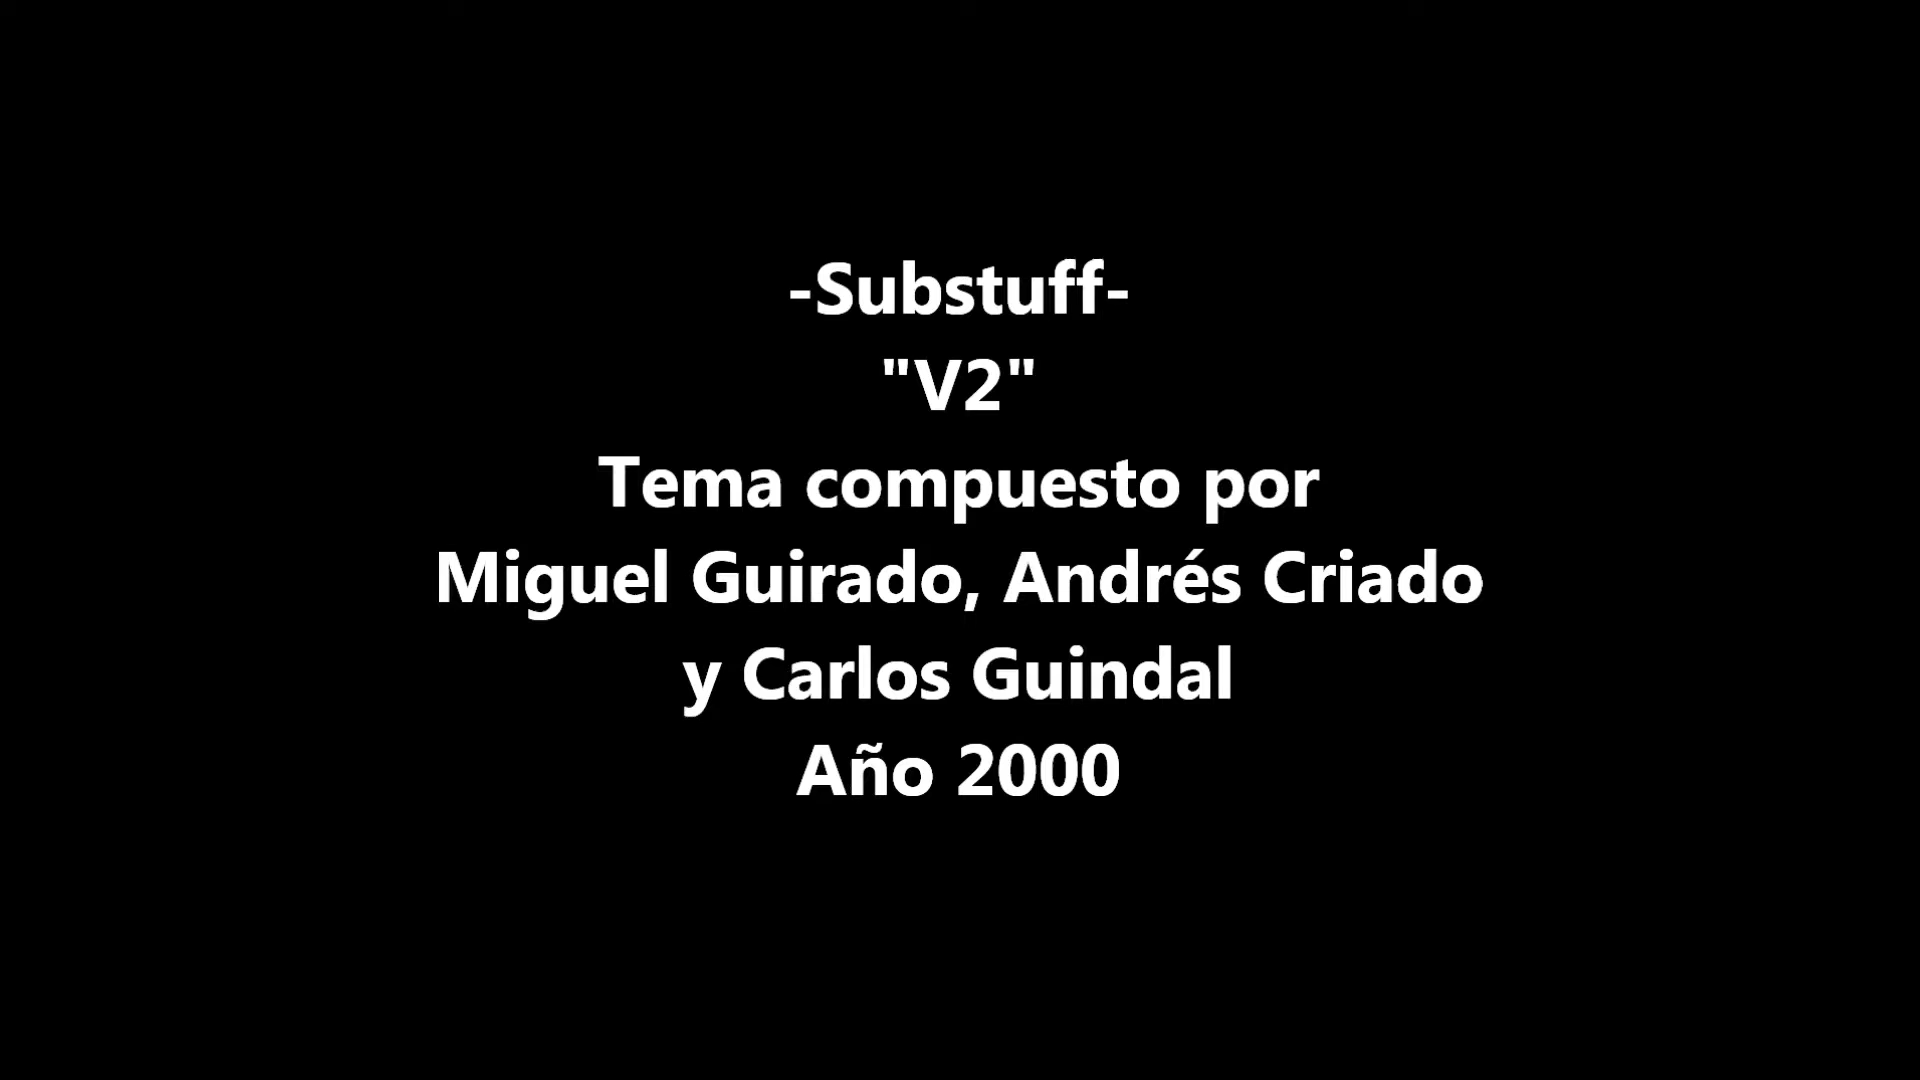 -Substuff-
"V2"
Tema compuesto por
Miguel Guirado, Andrés Criado
y Carlos Guindal
Año 2000